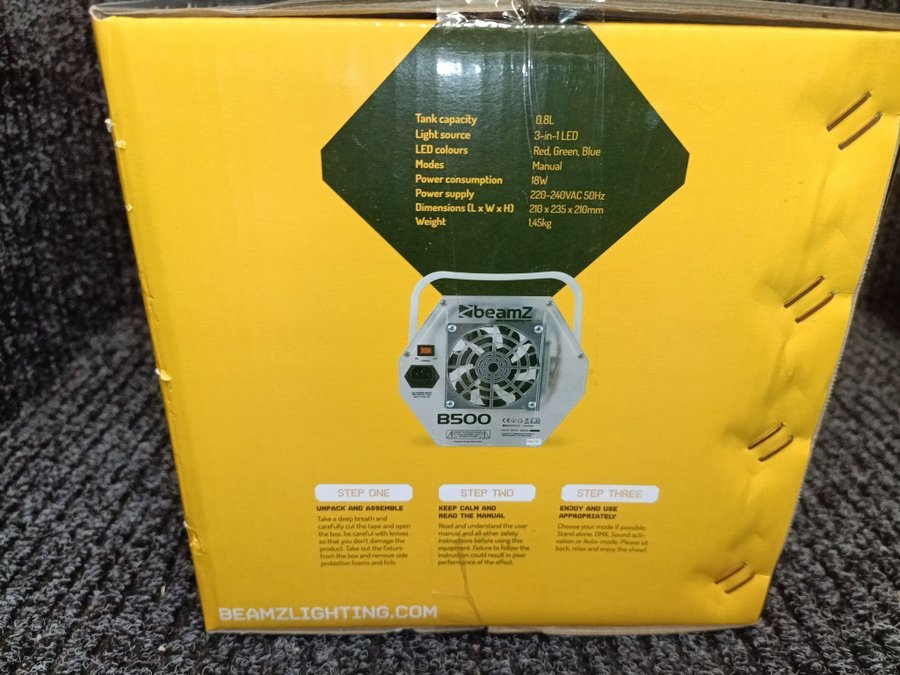 Tank capacity 0.8L
Light source 3-in-1 LED
LED colours Red, Green, Blue
Modes Manual
Power consumption 18W
Power supply 220-240VAC 50Hz
Dimensions (L x W x H) 210 x 235 x 210mm
Weight 1,45kg
beamZ
B500
STEP ONE
UNPACK AND ASSEMBLE
Take a deep breath and
carefully cut the tape and open
the box, be careful with knives
so that you don't damage the
product. Take out the fixture
from the box and remove side
protective foams and foils.
STEP TWO
KEEP CALM AND
READ THE MANUAL
Read and understand the user
manual and all other safety
instructions before using this
equipment. Failure to follow the
instruction could result in poor
performance of the effect.
STEP THREE
ENJOY AND USE
APPROPRIATELY
Choose your mode if possible:
Stand alone, DMX, Sound acti-
vation or Auto-mode. Please sit
back, relax and enjoy the show!
BEAMZLIGHTING.COM